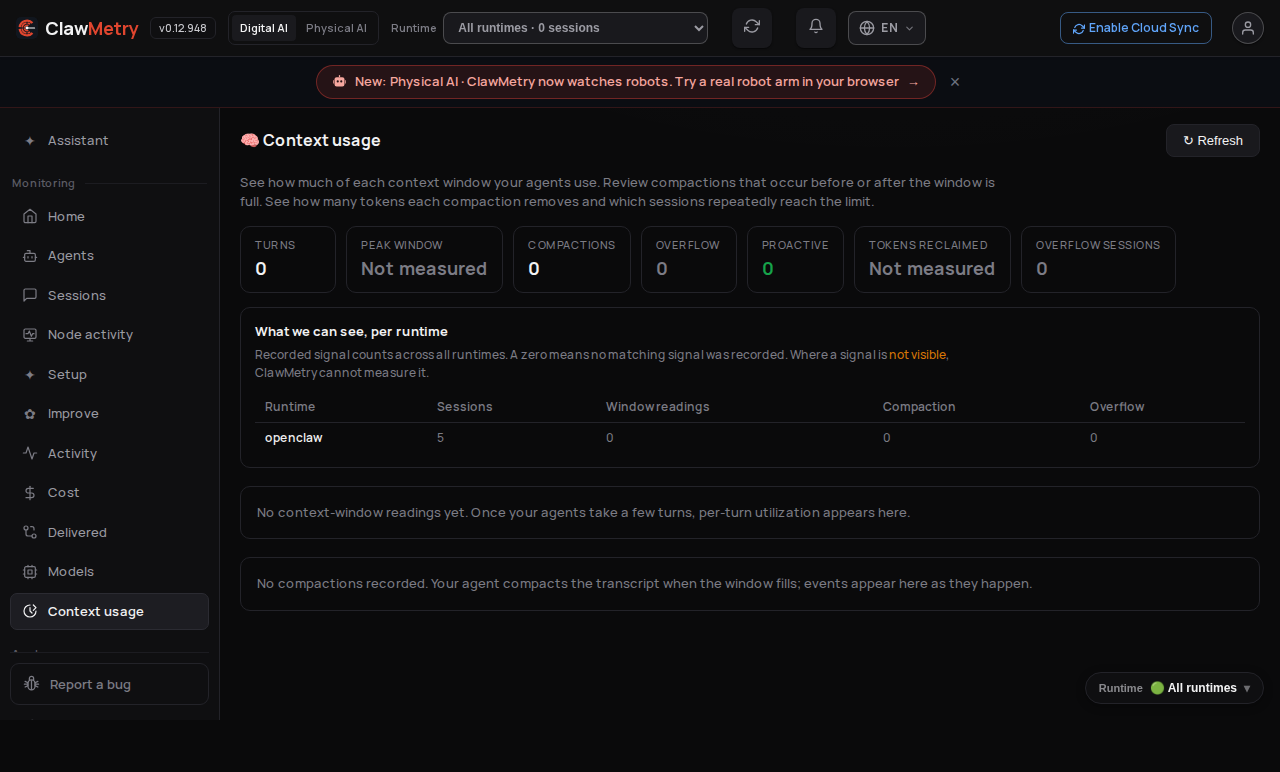 ClawMetry
v0.12.948
Digital AI
Physical AI
Runtime
All runtimes · 0 sessions
EN
Enable Cloud Sync
New: Physical AI · ClawMetry now watches robots. Try a real robot arm in your browser →
×
Assistant
Monitoring
Home
Agents
Sessions
Node activity
Setup
Improve
Activity
Cost
Delivered
Models
Context usage
Report a bug
🧠 Context usage
↻ Refresh
See how much of each context window your agents use. Review compactions that occur before or after the window is
full. See how many tokens each compaction removes and which sessions repeatedly reach the limit.
TURNS
0
PEAK WINDOW
Not measured
COMPACTIONS
0
OVERFLOW
0
PROACTIVE
0
TOKENS RECLAIMED
Not measured
OVERFLOW SESSIONS
0
What we can see, per runtime
Recorded signal counts across all runtimes. A zero means no matching signal was recorded. Where a signal is not visible,
ClawMetry cannot measure it.
Runtime Sessions Window readings Compaction Overflow
openclaw 5 0 0 0
No context-window readings yet. Once your agents take a few turns, per-turn utilization appears here.
No compactions recorded. Your agent compacts the transcript when the window fills; events appear here as they happen.
Runtime All runtimes ▾